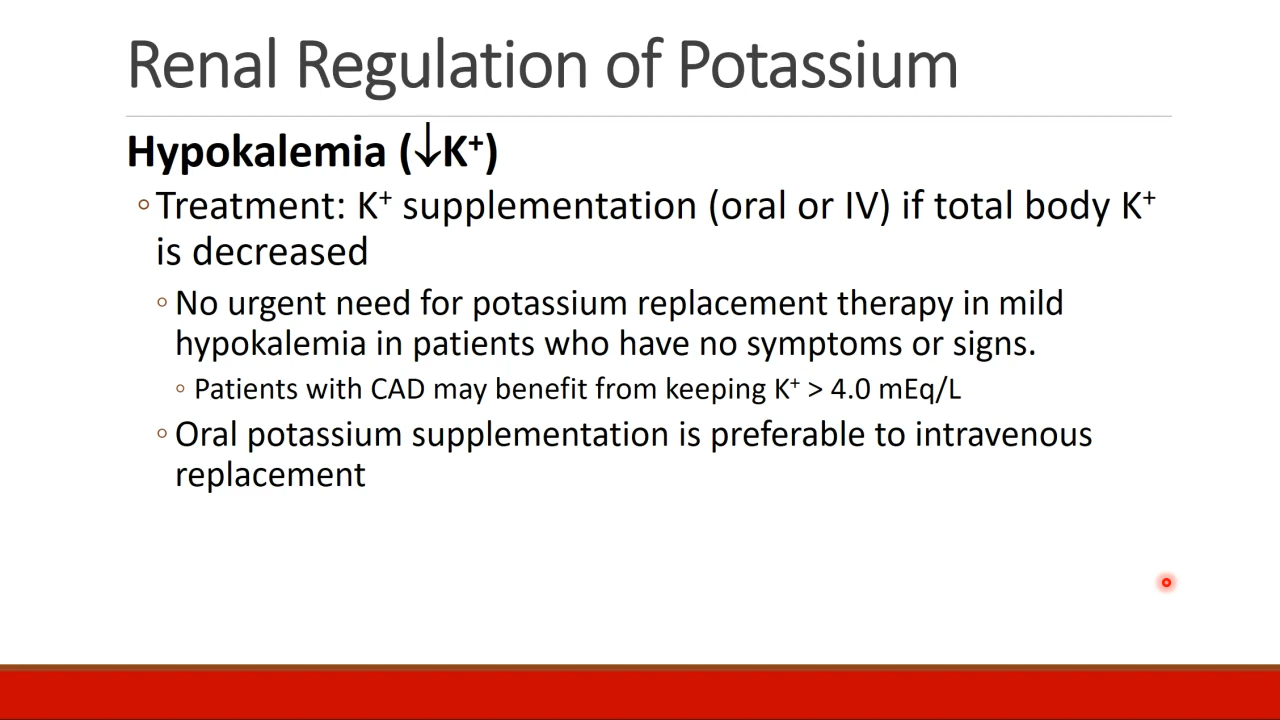 Renal Regulation of Potassium
Hypokalemia (↓K⁺)
◦Treatment: K⁺ supplementation (oral or IV) if total body K⁺
is decreased
◦No urgent need for potassium replacement therapy in mild
hypokalemia in patients who have no symptoms or signs.
◦Patients with CAD may benefit from keeping K⁺ > 4.0 mEq/L
◦Oral potassium supplementation is preferable to intravenous
replacement